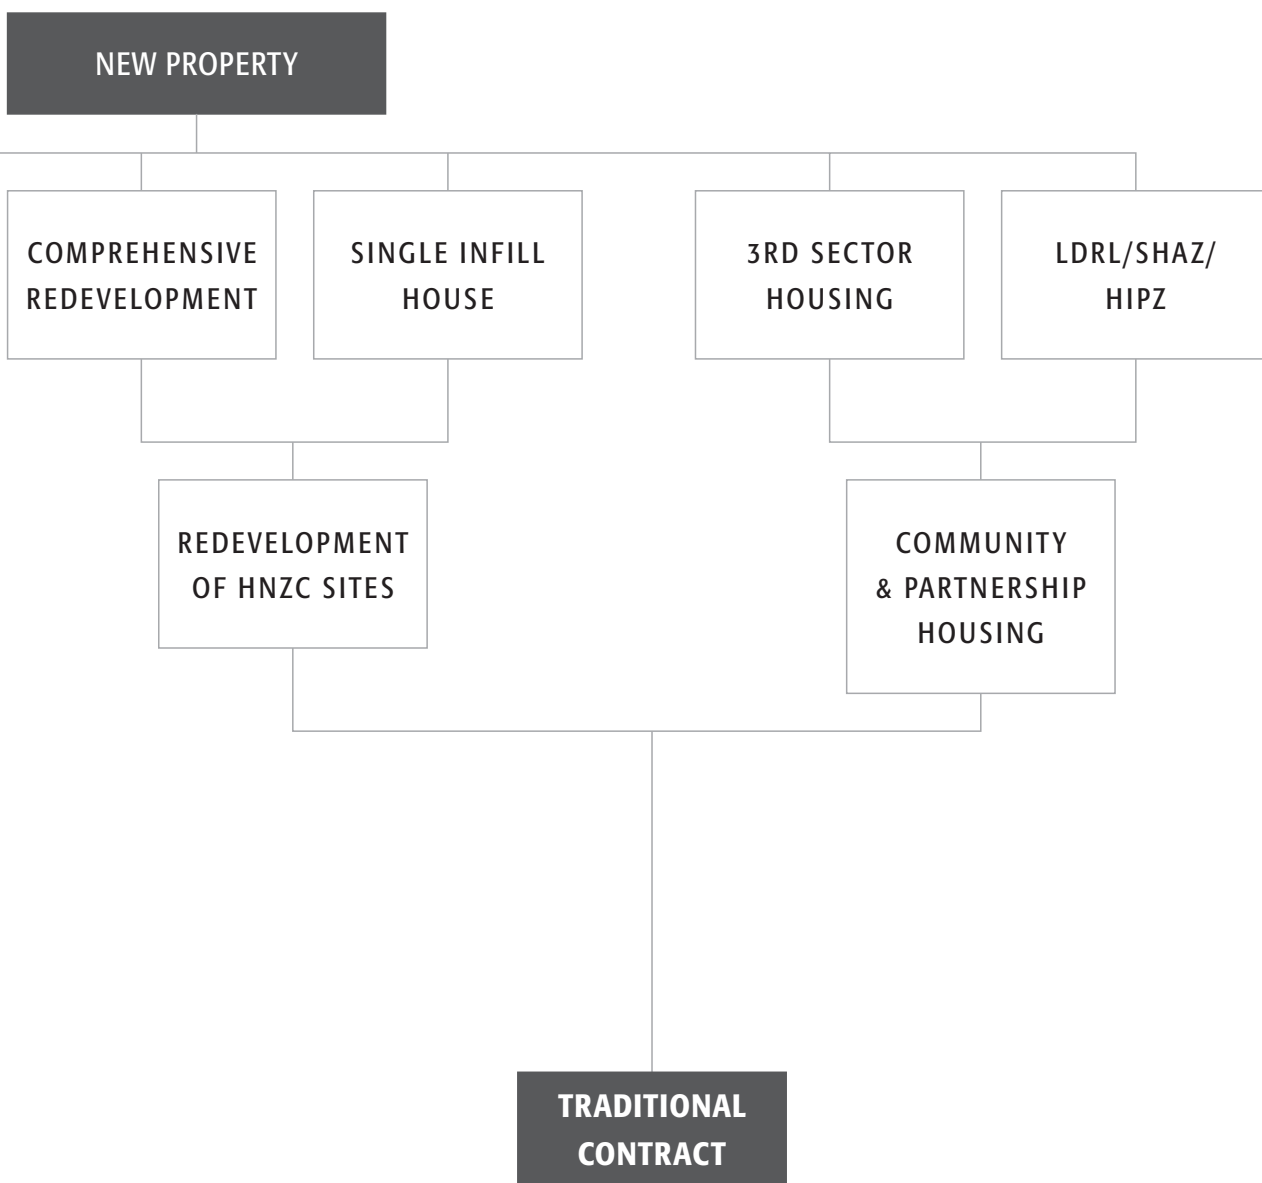 NEW PROPERTY
COMPREHENSIVE
REDEVELOPMENT
SINGLE INFILL
HOUSE
3RD SECTOR
HOUSING
LDRL/SHAZ/
HIPZ
REDEVELOPMENT
OF HNZC SITES
COMMUNITY
& PARTNERSHIP
HOUSING
TRADITIONAL
CONTRACT